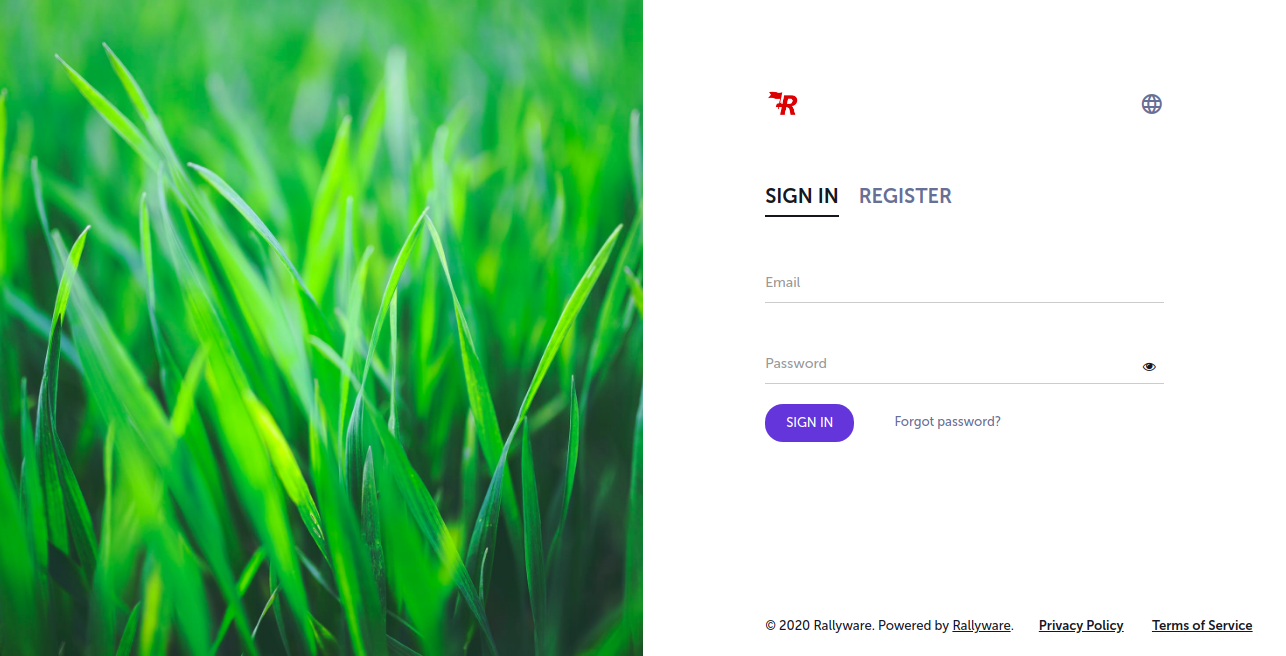 R
SIGN IN REGISTER
Email
Password
SIGN IN Forgot password?
© 2020 Rallyware. Powered by Rallyware. Privacy Policy Terms of Service